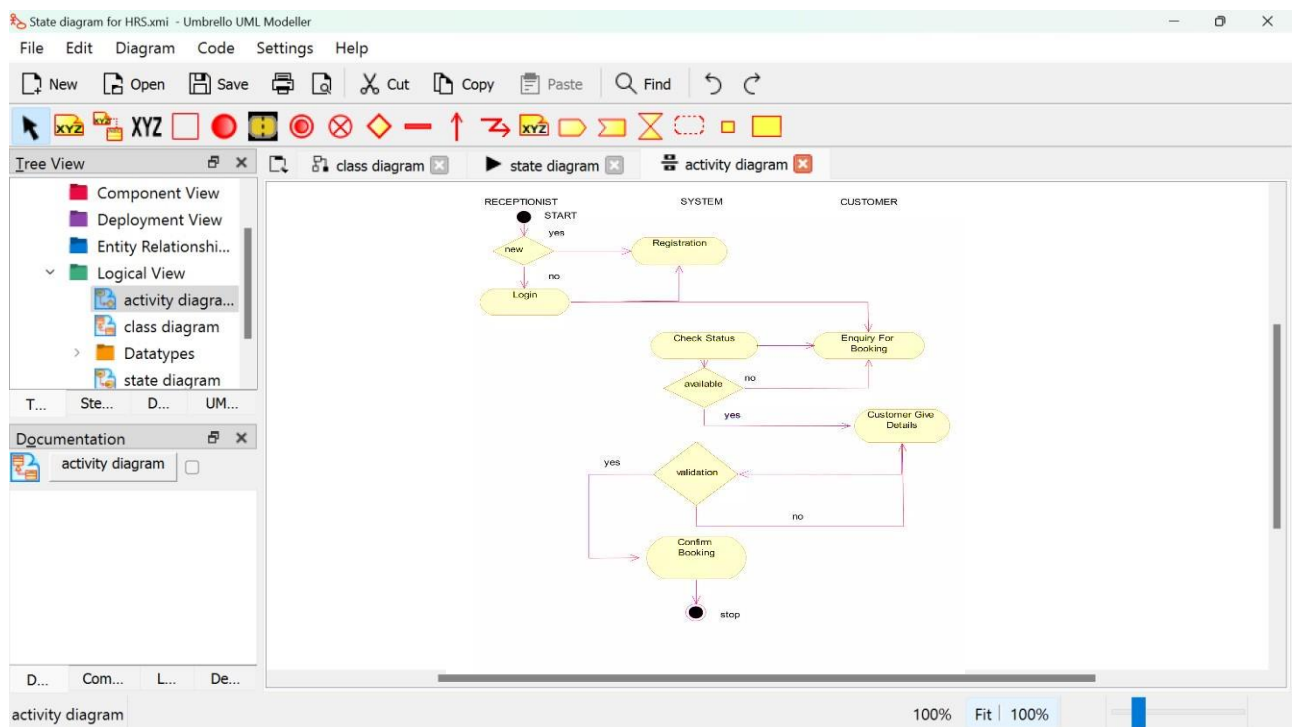 State diagram for HRS.xmi - Umbrello UML Modeller
File Edit Diagram Code Settings Help
New Open Save Cut Copy Paste Find
XYZ XYZ XYZ XYZ
Tree View
class diagram state diagram activity diagram
Component View
Deployment View
Entity Relationshi...
Logical View
activity diagra...
class diagram
Datatypes
state diagram
T... Ste... D... UM...
Documentation
activity diagram
D... Com... L... De...
RECEPTIONIST SYSTEM CUSTOMER
START
yes
new
Registration
no
Login
Check Status
Enquiry For
Booking
available
no
yes
Customer Give
Details
yes
validation
no
Confirm
Booking
stop
activity diagram
100% Fit 100%